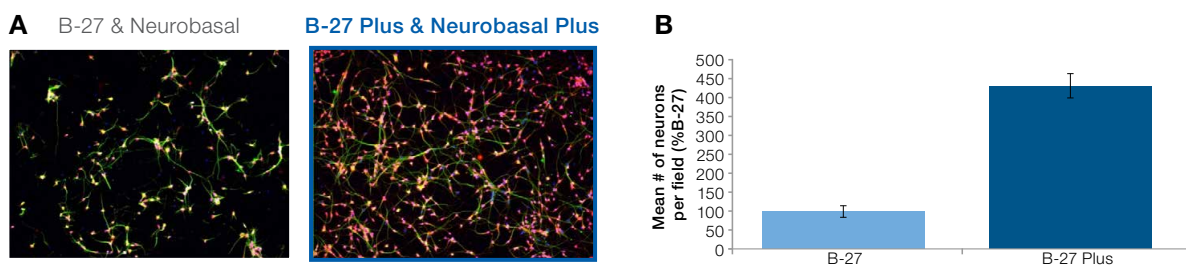 A
B-27 & Neurobasal
B-27 Plus & Neurobasal Plus
B
Mean # of neurons
per field (%B-27)
500
450
400
350
300
250
200
150
100
50
0
B-27
B-27 Plus